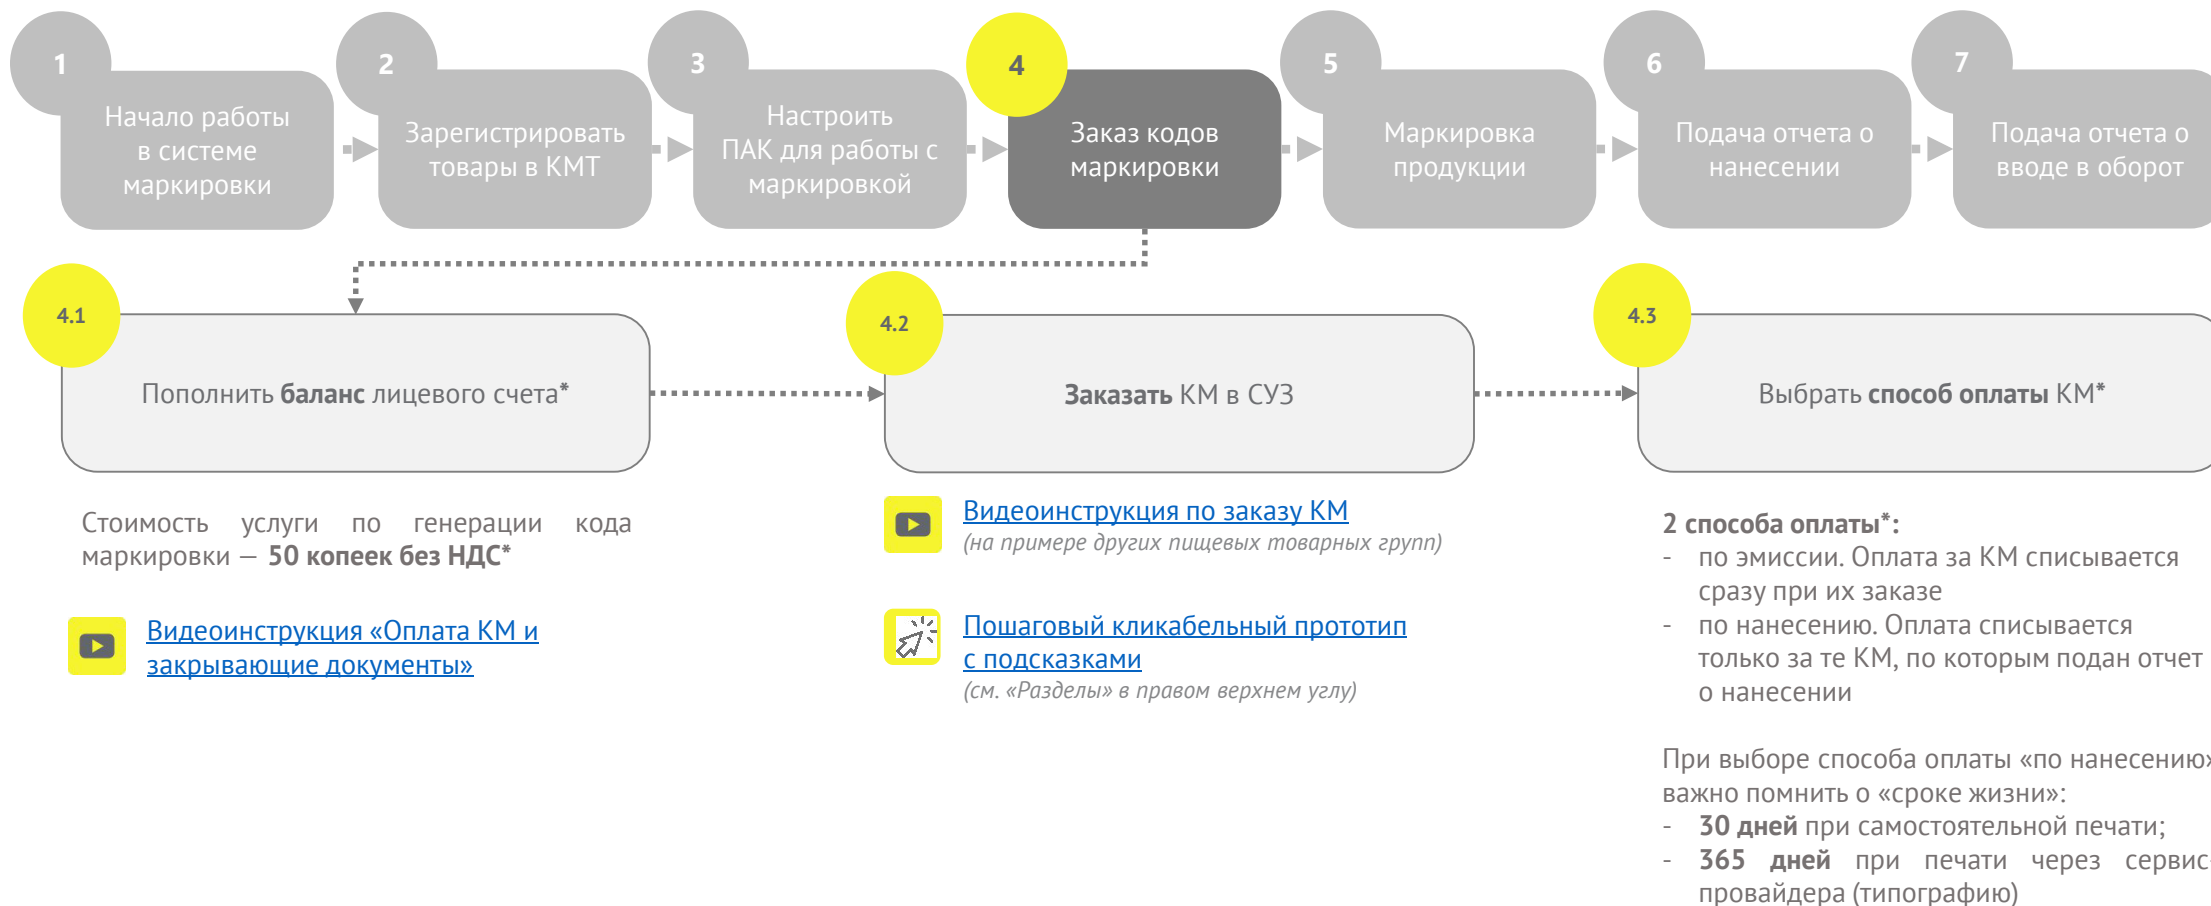 1
Начало работы
в системе
маркировки
2
Зарегистрировать
товары в КМТ
3
Настроить
ПАК для работы с
маркировкой
4
Заказ кодов
маркировки
5
Маркировка
продукции
6
Подача отчета о
нанесении
7
Подача отчета о
вводе в оборот
4.1
Пополнить баланс лицевого счета*
Стоимость услуги по генерации кода
маркировки — 50 копеек без НДС*
Видеоинструкция «Оплата КМ и
закрывающие документы»
4.2
Заказать КМ в СУЗ
Видеоинструкция по заказу КМ
(на примере других пищевых товарных групп)
Пошаговый кликабельный прототип
с подсказками
(см. «Разделы» в правом верхнем углу)
4.3
Выбрать способ оплаты КМ*
2 способа оплаты*:
- по эмиссии. Оплата за КМ списывается
сразу при их заказе
- по нанесению. Оплата списывается
только за те КМ, по которым подан отчет
о нанесении
При выборе способа оплаты «по нанесению»
важно помнить о «сроке жизни»:
- 30 дней при самостоятельной печати;
- 365 дней при печати через сервис-
провайдера (типографию)